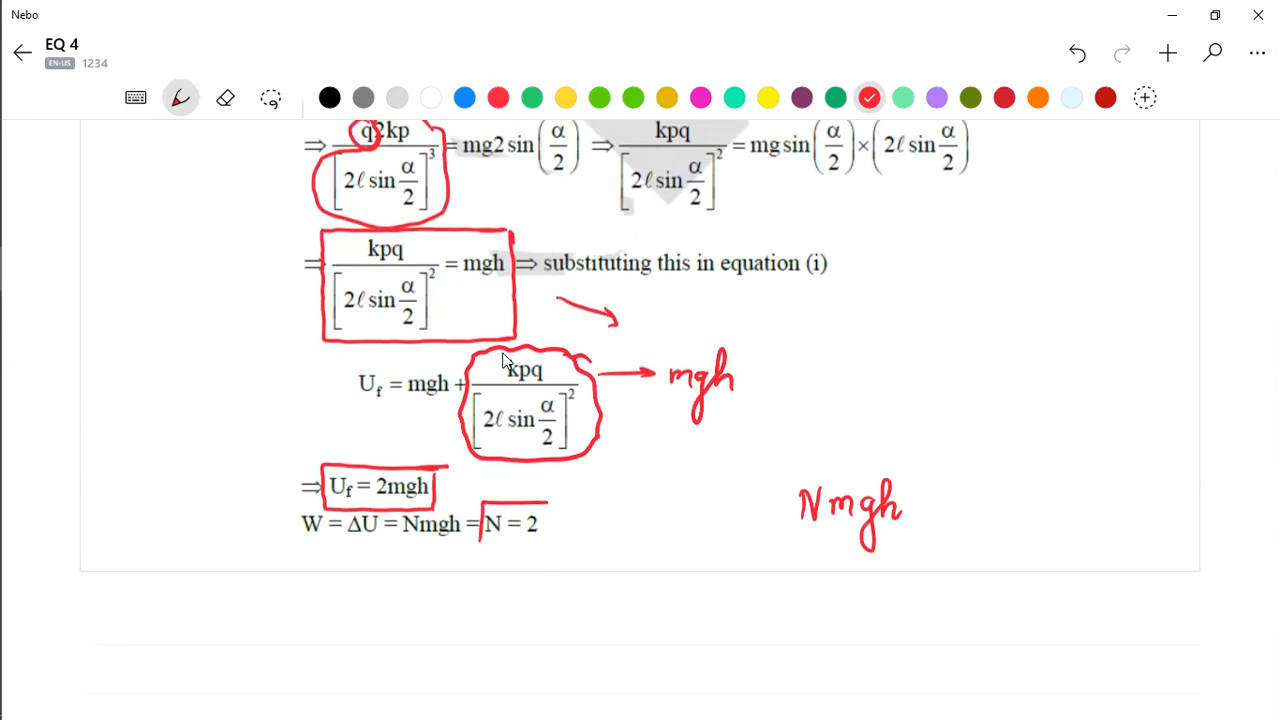 Nebo
EQ 4
EN-US 1234
⇒ q2kp / [2ℓ sin α/2]³ = mg2sin(α/2) ⇒ kpq / [2ℓ sin α/2]² = mg sin(α/2) × (2ℓ sin α/2)
⇒ kpq / [2ℓ sin α/2]² = mgh ⇒ substituting this in equation (i)
U_f = mgh + kpq / [2ℓ sin α/2]² → mgh
⇒ U_f = 2mgh
Nmgh
W = ΔU = Nmgh = N = 2